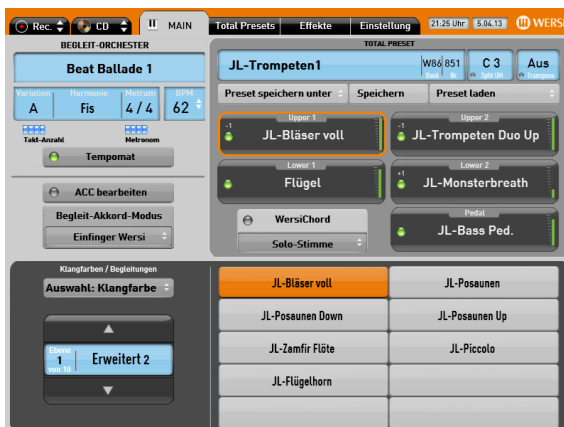 Rec. CD MAIN Total Presets Effekte Einstellung 21:25 Uhr 5.04.13 WERSI
BEGLEIT-ORCHESTER
Beat Ballade 1
Variation Harmonie Metrum BPM
A Fis 4 / 4 62
Takt-Anzahl Metronom
Tempomat
ACC bearbeiten
Begleit-Akkord-Modus
Einfinger Wersi
TOTAL PRESET
JL-Trompeten1 W86 851 C 3 Aus
Bank Nr. Split UM Transpose
Preset speichern unter Speichern Preset laden
Upper 1
-1 JL-Bläser voll
Upper 2
-1 JL-Trompeten Duo Up
Lower 1
Flügel
Lower 2
+1 JL-Monsterbreath
WersiChord
Solo-Stimme
Pedal
JL-Bass Ped.
Klangfarben / Begleitungen
Auswahl: Klangfarbe
Ebene
1 Erweitert 2
von 10
JL-Bläser voll JL-Posaunen
JL-Posaunen Down JL-Posaunen Up
JL-Zamfir Flöte JL-Piccolo
JL-Flügelhorn